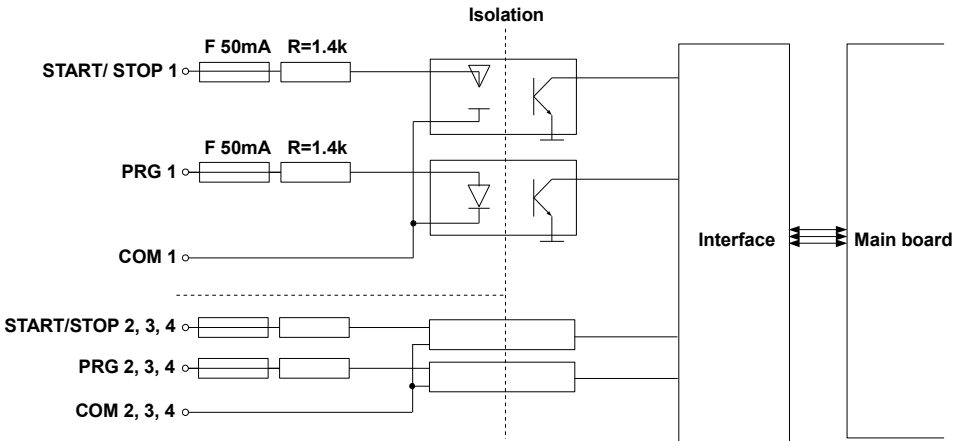 Isolation
F 50mA R=1.4k
START/ STOP 1
F 50mA R=1.4k
PRG 1
COM 1
Interface
Main board
START/STOP 2, 3, 4
PRG 2, 3, 4
COM 2, 3, 4